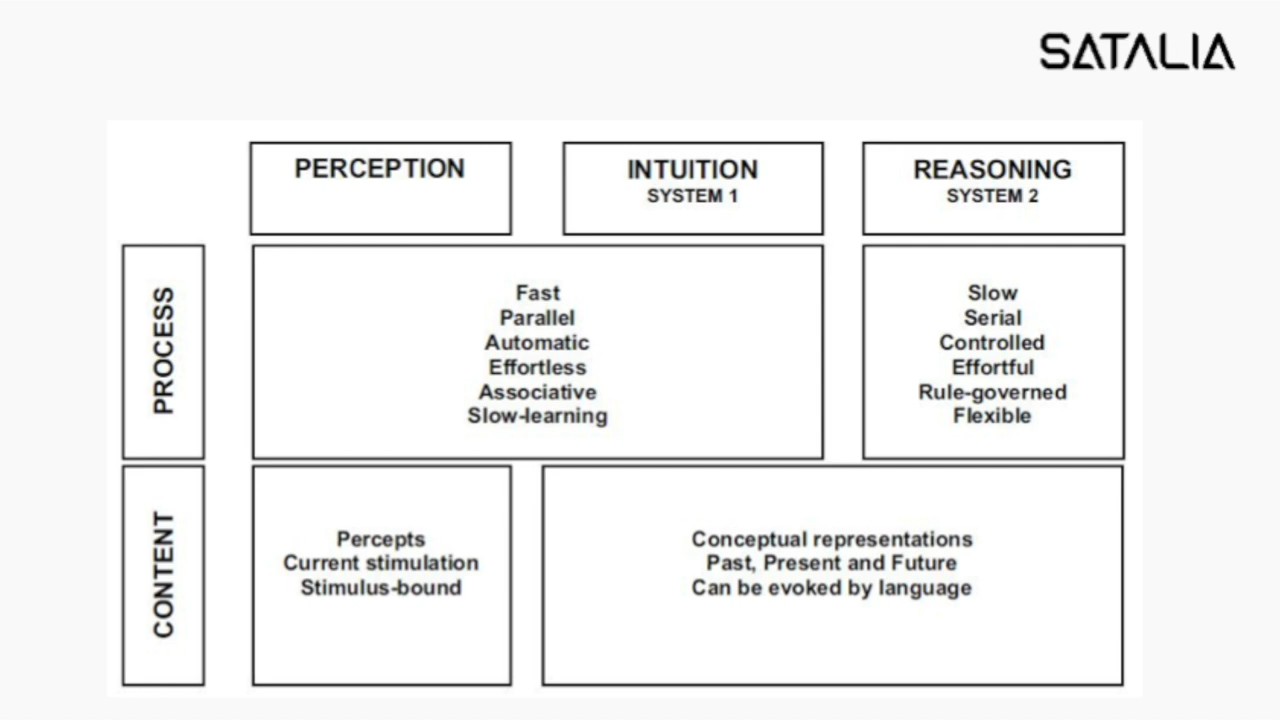 SATALIA
PERCEPTION
INTUITION
SYSTEM 1
REASONING
SYSTEM 2
PROCESS
Fast
Parallel
Automatic
Effortless
Associative
Slow-learning
Slow
Serial
Controlled
Effortful
Rule-governed
Flexible
CONTENT
Percepts
Current stimulation
Stimulus-bound
Conceptual representations
Past, Present and Future
Can be evoked by language